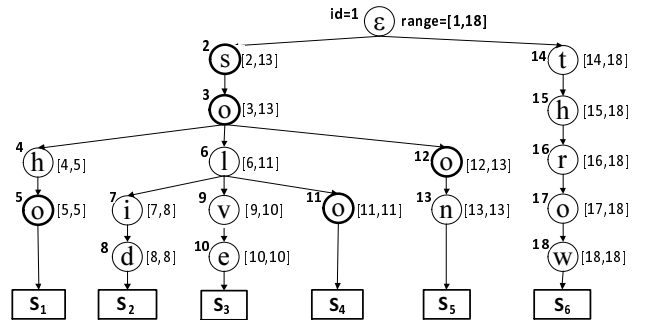 id=1 ε range=[1,18]
2 s [2,13] 14 t [14,18]
3 o [3,13] 15 h [15,18]
4 h [4,5] 6 l [6,11] 12 o [12,13] 16 r [16,18]
5 o [5,5] 7 i [7,8] 9 v [9,10] 11 o [11,11] 13 n [13,13] 17 o [17,18]
8 d [8,8] 10 e [10,10] 18 w [18,18]
S1 S2 S3 S4 S5 S6